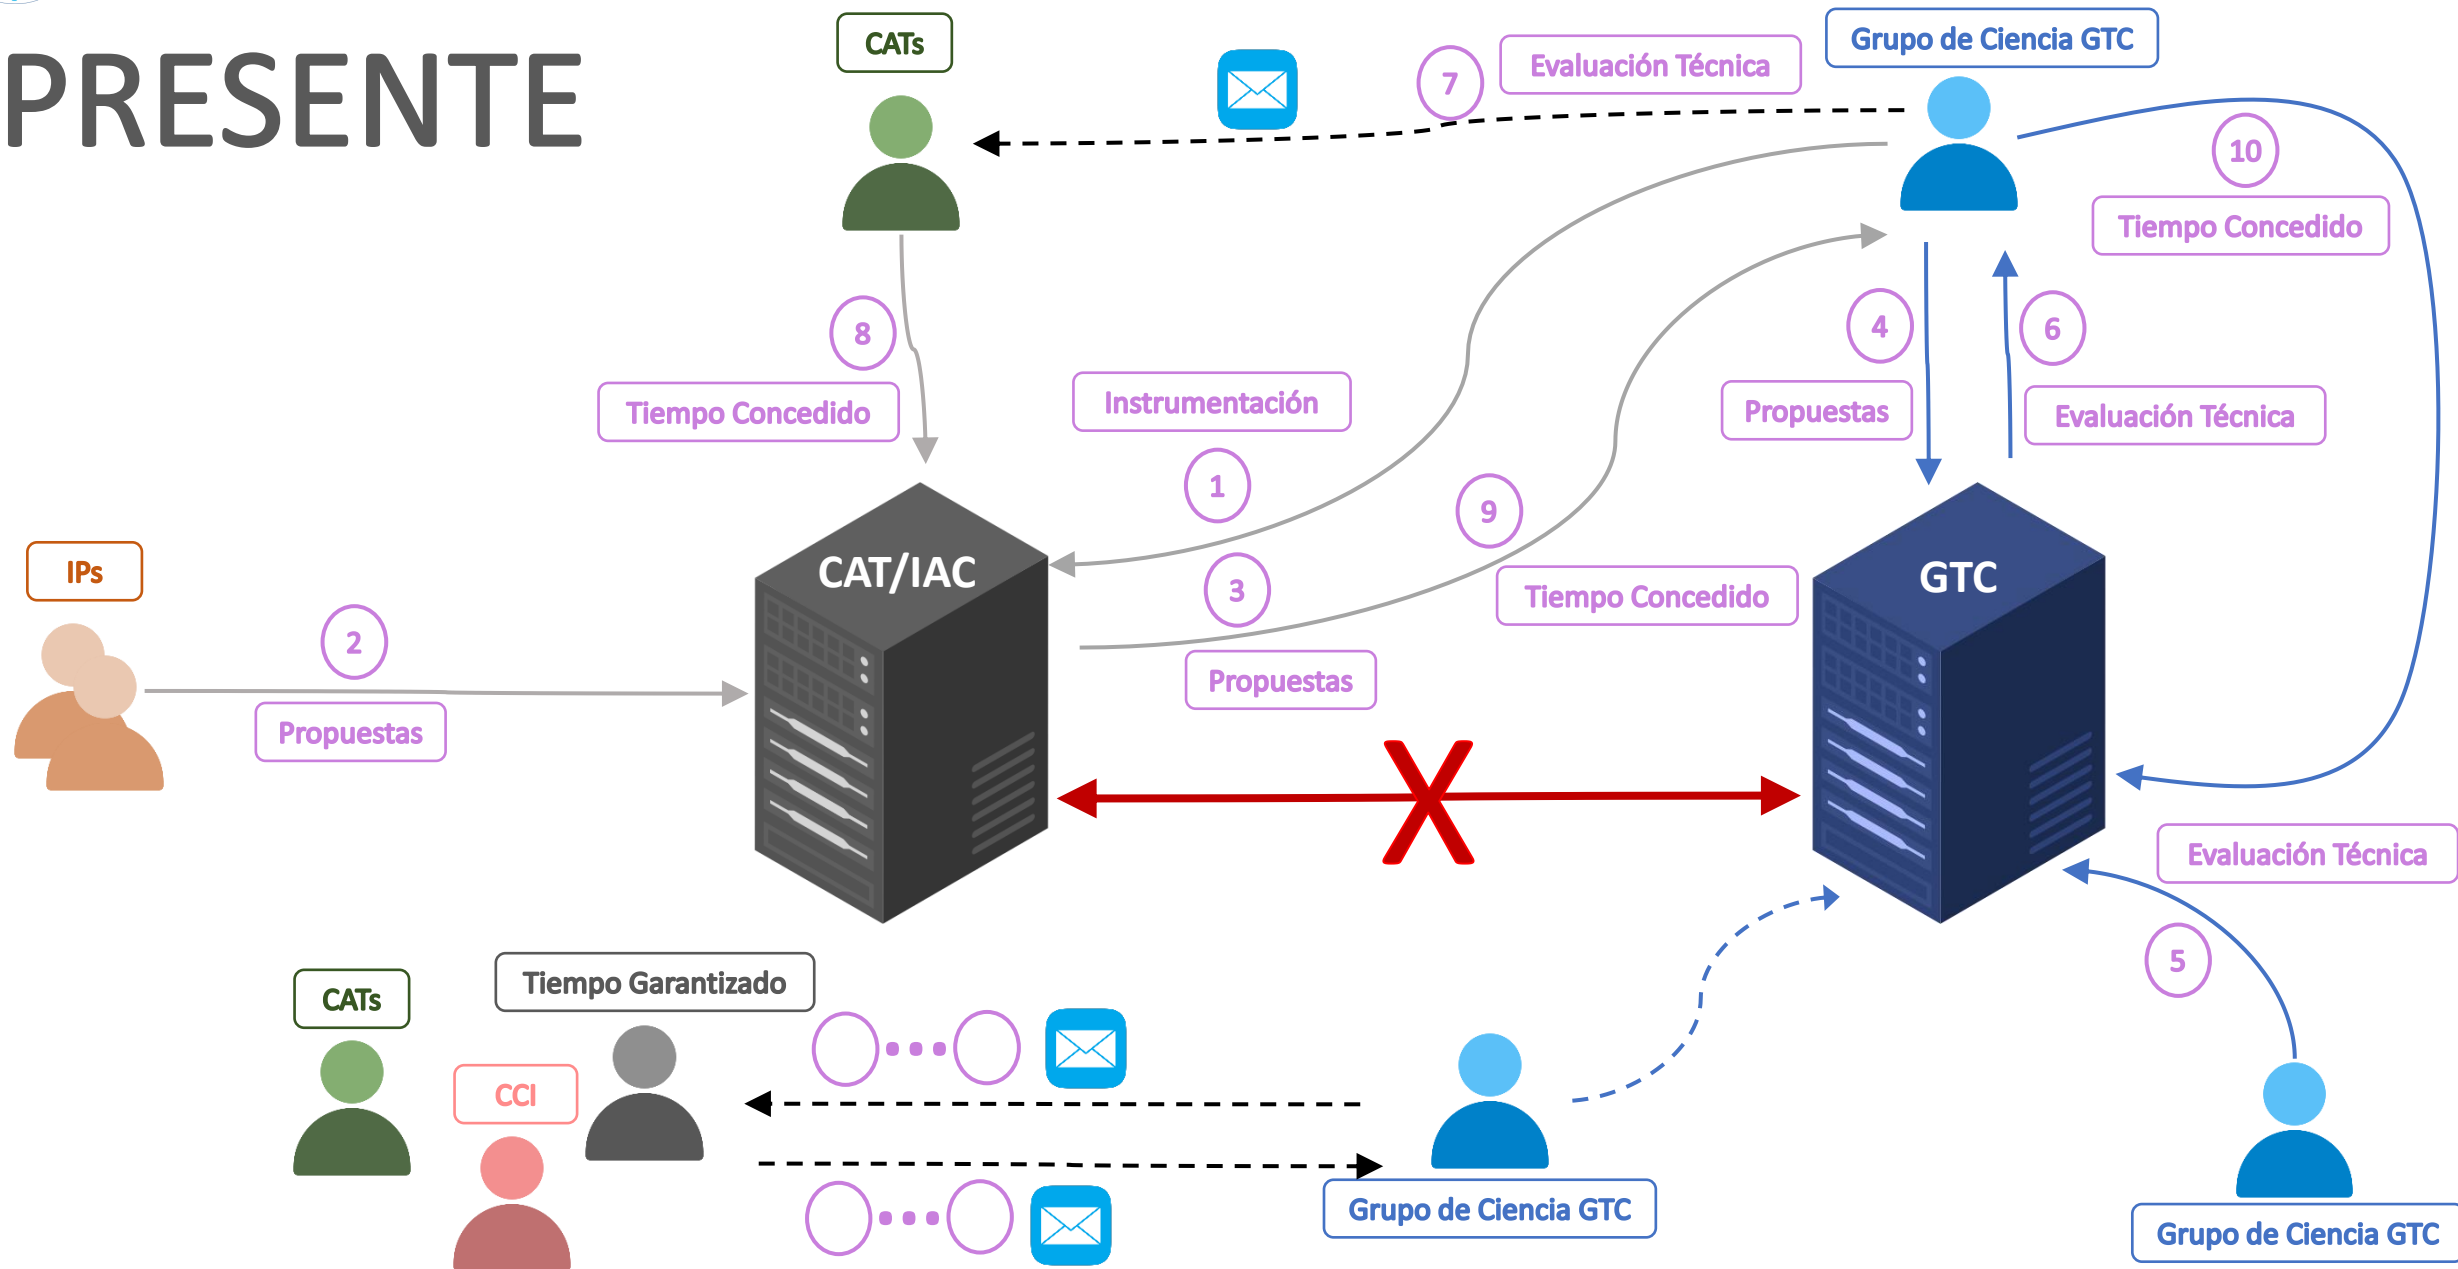 PRESENTE
CATs
7
Evaluación Técnica
Grupo de Ciencia GTC
10
Tiempo Concedido
8
Tiempo Concedido
Instrumentación
1
4
Propuestas
6
Evaluación Técnica
9
Tiempo Concedido
3
Propuestas
CAT/IAC
GTC
IPs
2
Propuestas
X
Evaluación Técnica
5
CATs
Tiempo Garantizado
CCI
Grupo de Ciencia GTC
Grupo de Ciencia GTC